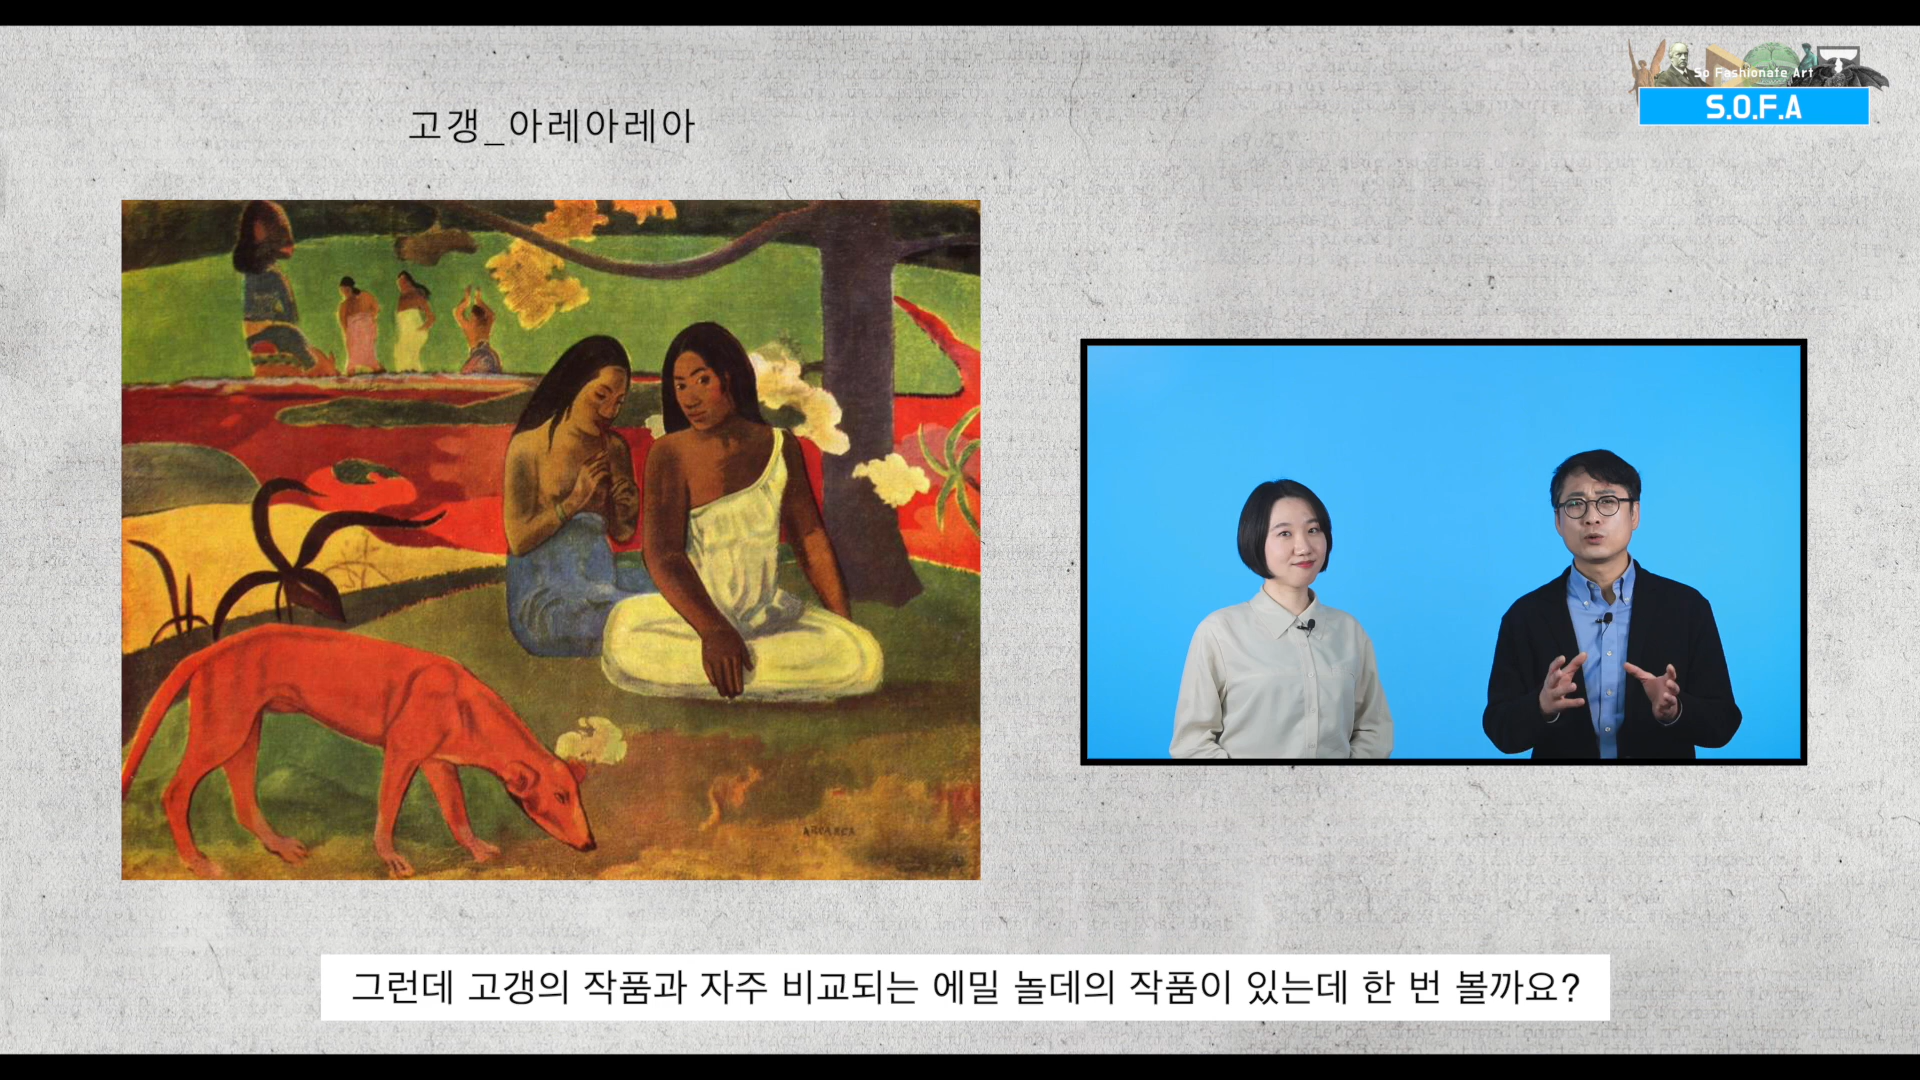 So Fashionate Art
S.O.F.A
고갱_아레아레아
AREAREA
그런데 고갱의 작품과 자주 비교되는 에밀 놀데의 작품이 있는데 한 번 볼까요?